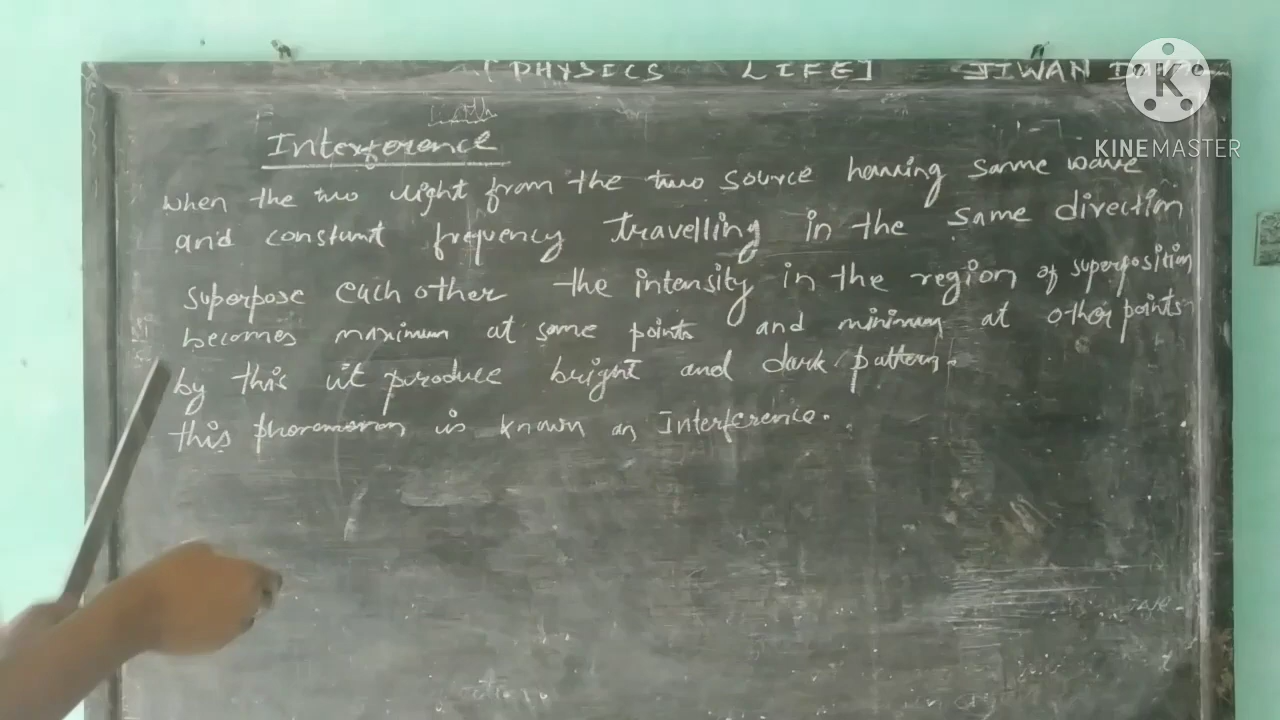 [PHYSICS LIFE] JIWAN
Interference
when the two light from the two source having same wave
and constant frequency travelling in the same direction
superpose each other the intensity in the region of superposition
becomes maximum at some points and minimum at other points
by this it produce bright and dark pattern.
this phenomenon is known as Interference.
K
KINEMASTER